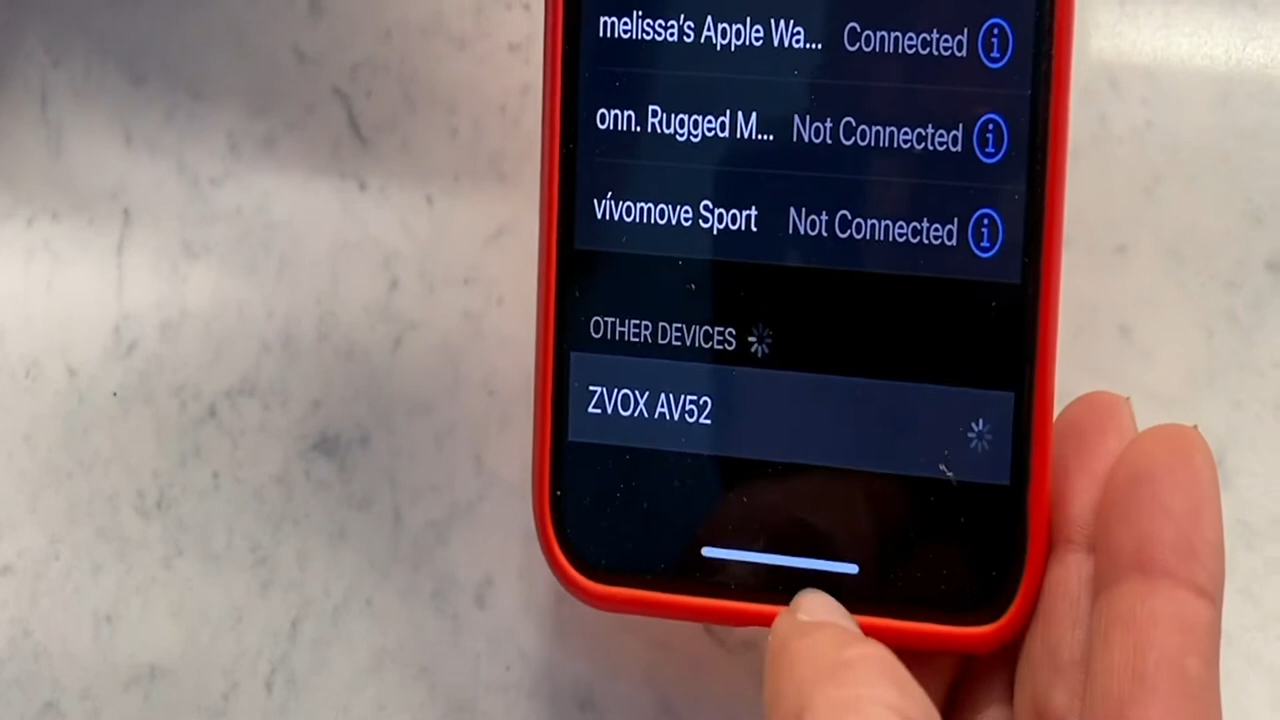 melissa's Apple Wa... Connected
onn. Rugged M... Not Connected
vívomove Sport Not Connected
OTHER DEVICES
ZVOX AV52